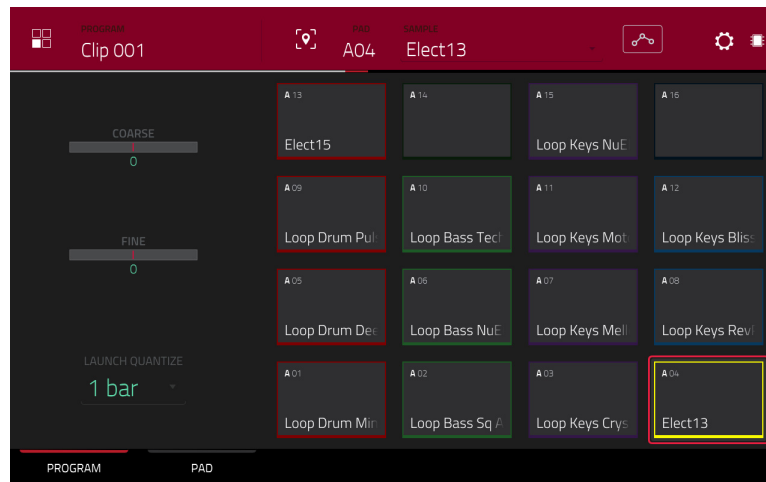 PROGRAM
Clip 001
PAD
A04
SAMPLE
Elect13
COARSE
0
FINE
0
LAUNCH QUANTIZE
1 bar
A 13
Elect15
A 14
A 15
Loop Keys NuE
A 16
A 09
Loop Drum Pul
A 10
Loop Bass Tech
A 11
Loop Keys Mot
A 12
Loop Keys Bliss
A 05
Loop Drum Dee
A 06
Loop Bass NuE
A 07
Loop Keys Mell
A 08
Loop Keys Rev
A 01
Loop Drum Min
A 02
Loop Bass Sq A
A 03
Loop Keys Crys
A 04
Elect13
PROGRAM
PAD